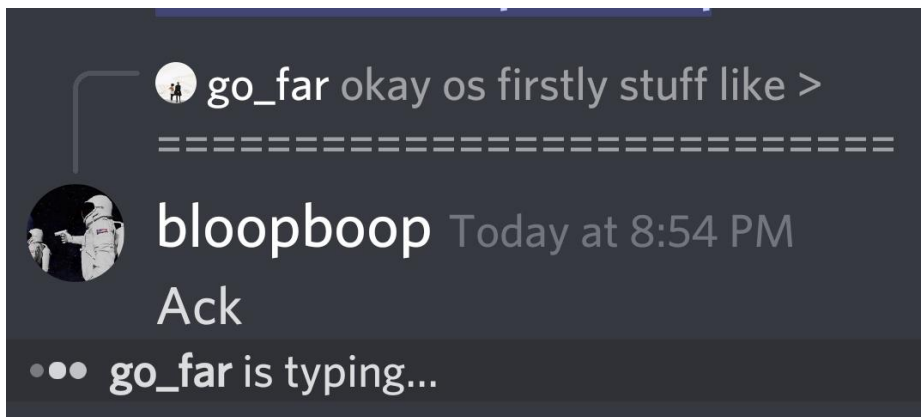 go_far okay os firstly stuff like >
===========================
bloopboop Today at 8:54 PM
Ack
go_far is typing...